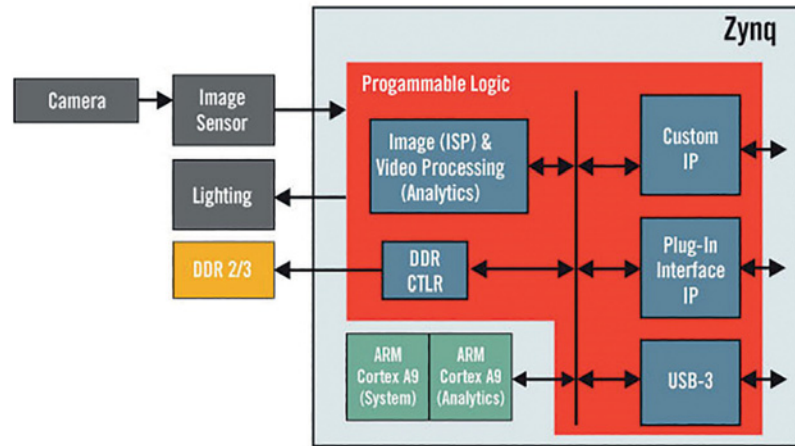 Zynq
Progammable Logic
Camera
Image
Sensor
Image (ISP) &
Video Processing
(Analytics)
Custom
IP
Lighting
DDR 2/3
DDR
CTLR
Plug-In
Interface
IP
ARM
Cortex A9
(System)
ARM
Cortex A9
(Analytics)
USB-3